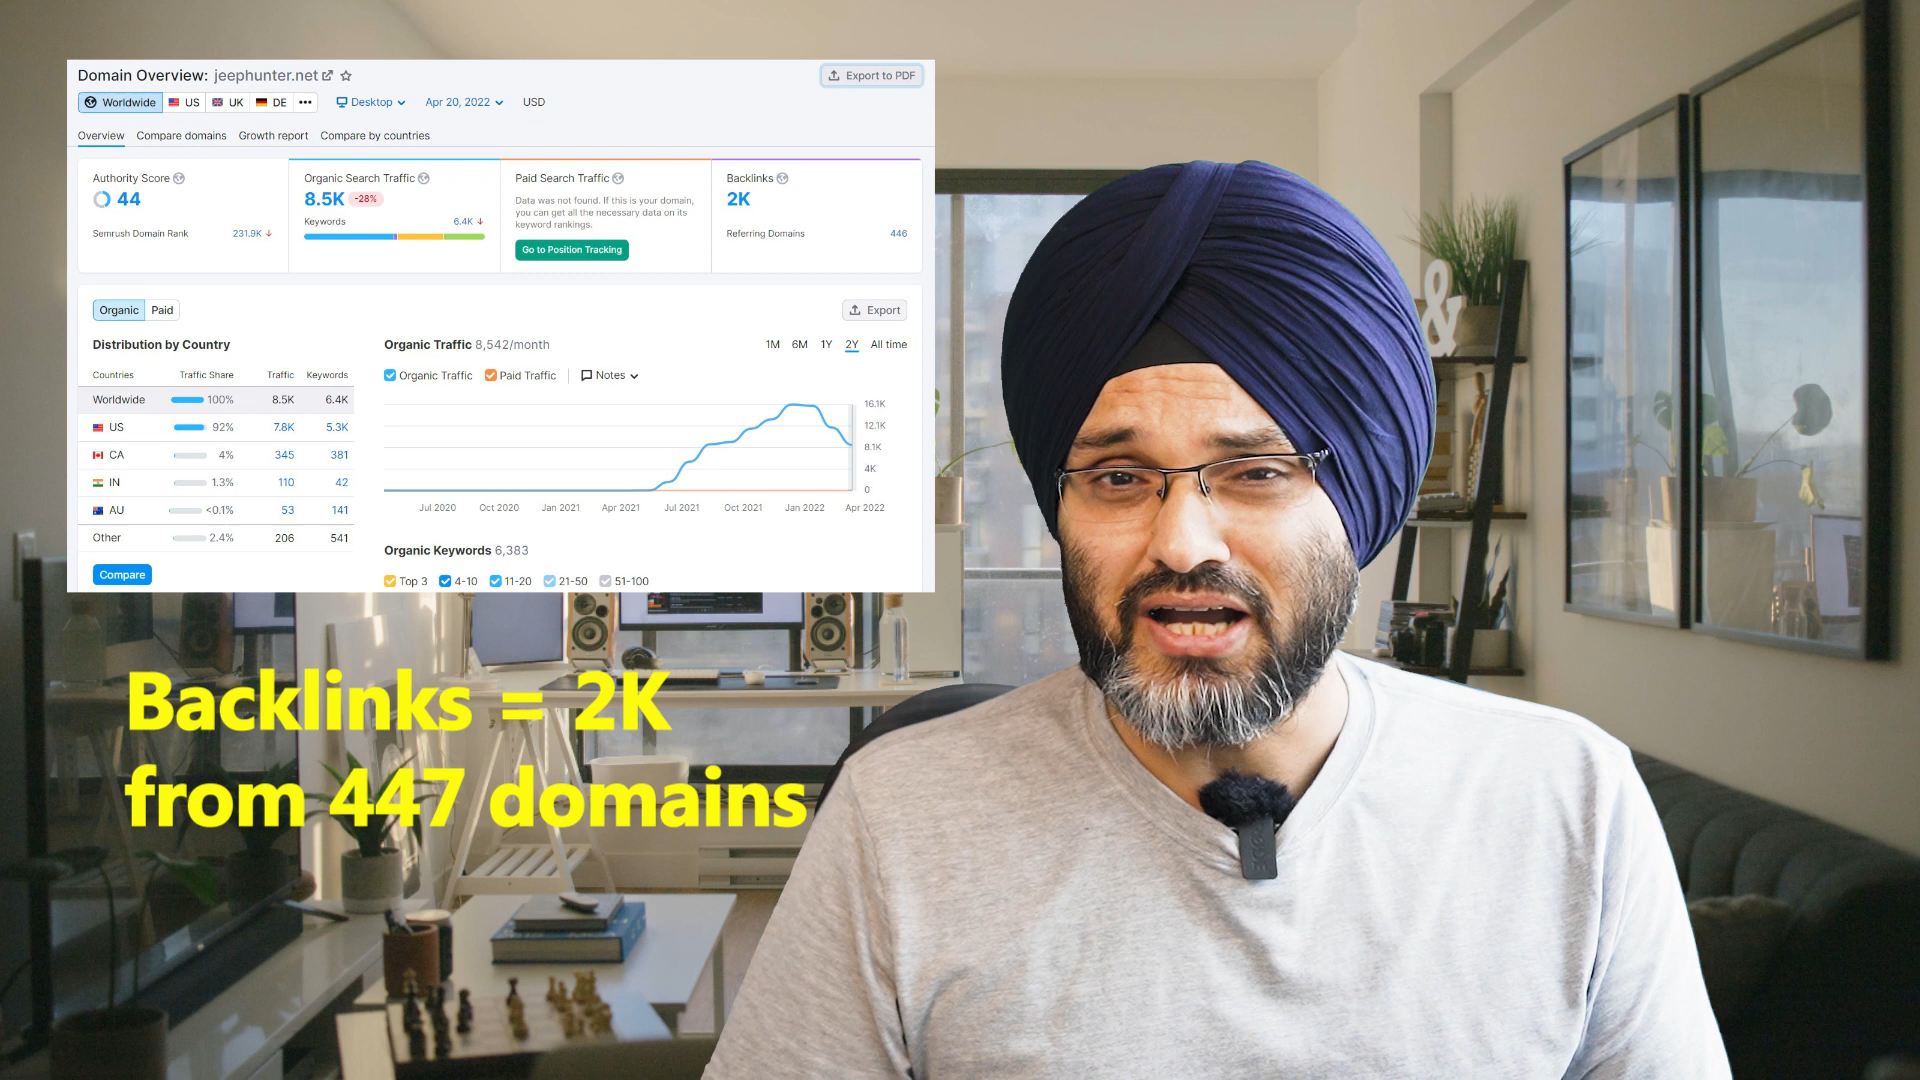 Domain Overview: jeephunter.net
Export to PDF
Worldwide US UK DE ••• Desktop Apr 20, 2022 USD
Overview Compare domains Growth report Compare by countries
Authority Score
44
Semrush Domain Rank 231.9K ↓
Organic Search Traffic
8.5K -28%
Keywords 6.4K ↓
Paid Search Traffic
Data was not found. If this is your domain,
you can get all the necessary data on its
keyword rankings.
Go to Position Tracking
Backlinks
2K
Referring Domains 446
Organic Paid
Export
Distribution by Country
Countries Traffic Share Traffic Keywords
Worldwide 100% 8.5K 6.4K
US 92% 7.8K 5.3K
CA 4% 345 381
IN 1.3% 110 42
AU <0.1% 53 141
Other 2.4% 206 541
Compare
Organic Traffic 8,542/month
1M 6M 1Y 2Y All time
Organic Traffic Paid Traffic Notes
16.1K
12.1K
8.1K
4K
0
Jul 2020 Oct 2020 Jan 2021 Apr 2021 Jul 2021 Oct 2021 Jan 2022 Apr 2022
Organic Keywords 6,383
Top 3 4-10 11-20 21-50 51-100
&
Backlinks = 2K
from 447 domains